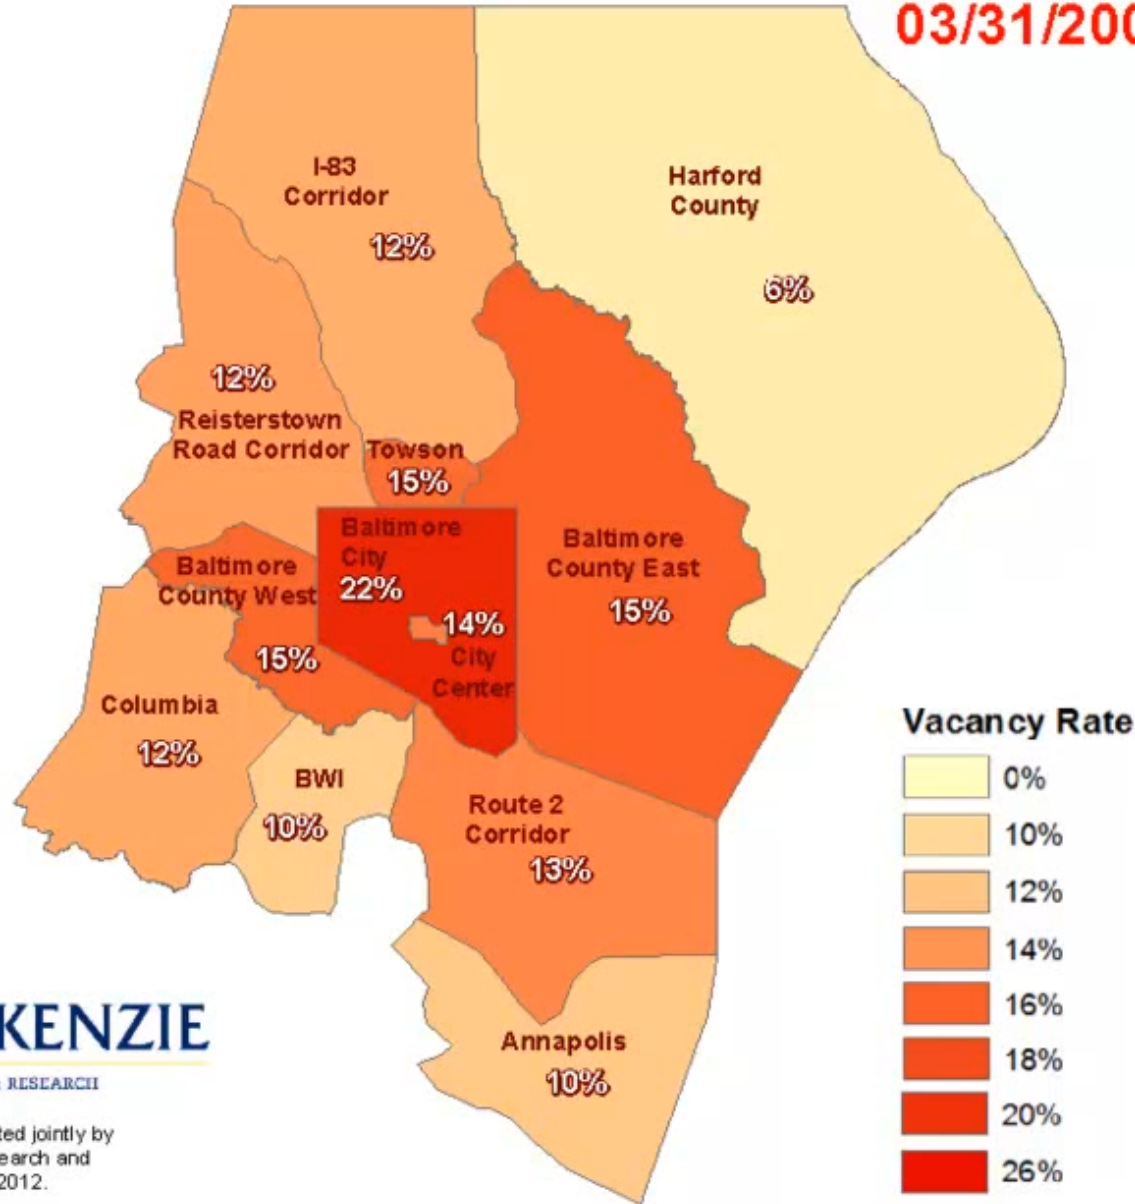 03/31/200
I-83
Corridor
12%
Harford
County
6%
12%
Reisterstown
Road Corridor
Towson
15%
Baltimore
City
22%
14%
City
Center
Baltimore
County East
15%
Baltimore
County West
15%
Columbia
12%
BWI
10%
Route 2
Corridor
13%
Annapolis
10%
Vacancy Rate
0%
10%
12%
14%
16%
18%
20%
26%
KENZIE
RESEARCH
ted jointly by
earch and
2012.